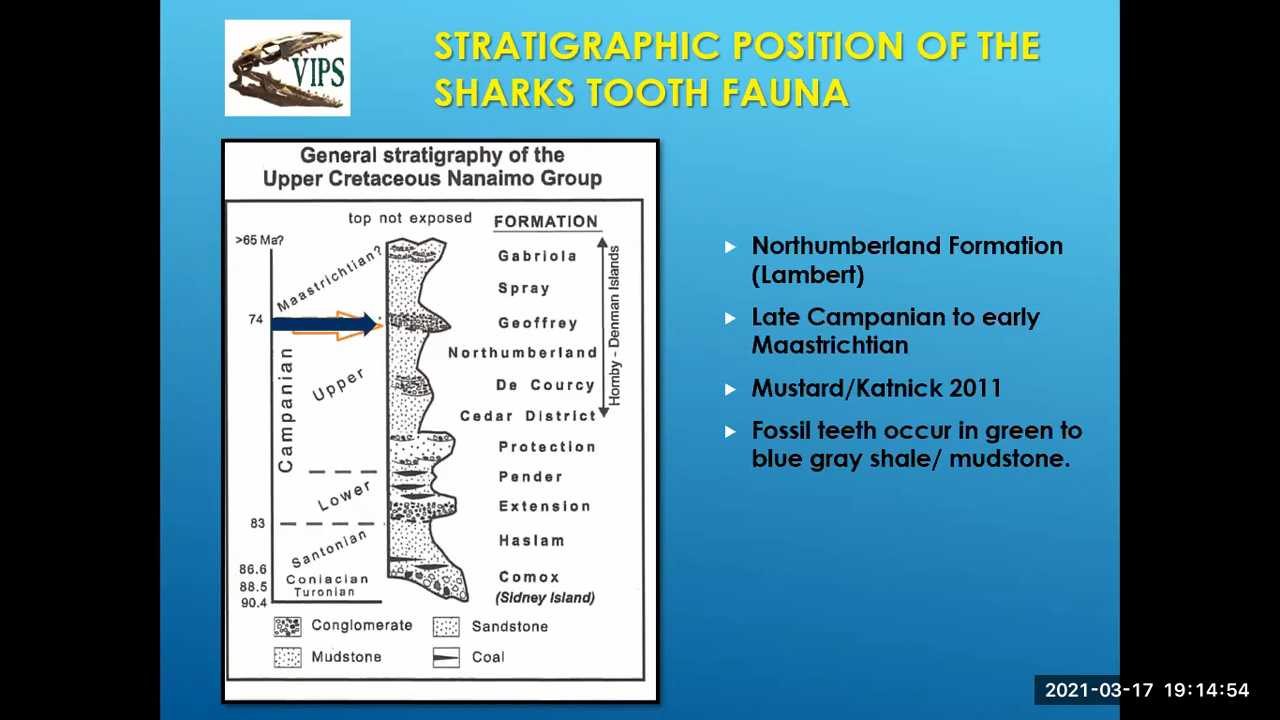 VIPS
STRATIGRAPHIC POSITION OF THE
SHARKS TOOTH FAUNA
General stratigraphy of the
Upper Cretaceous Nanaimo Group
top not exposed
FORMATION
>65 Ma?
Maastrichtian?
Gabriola
Spray
74
Geoffrey
Northumberland
Campanian
Upper
De Courcy
Cedar District
Hornby - Denman Islands
Protection
Pender
Lower
Extension
83
Santonian
Haslam
86.6
Coniacian
Comox
88.5
Turonian
(Sidney Island)
90.4
Conglomerate
Sandstone
Mudstone
Coal
Northumberland Formation
(Lambert)
Late Campanian to early
Maastrichtian
Mustard/Katnick 2011
Fossil teeth occur in green to
blue gray shale/ mudstone.
2021-03-17 19:14:54